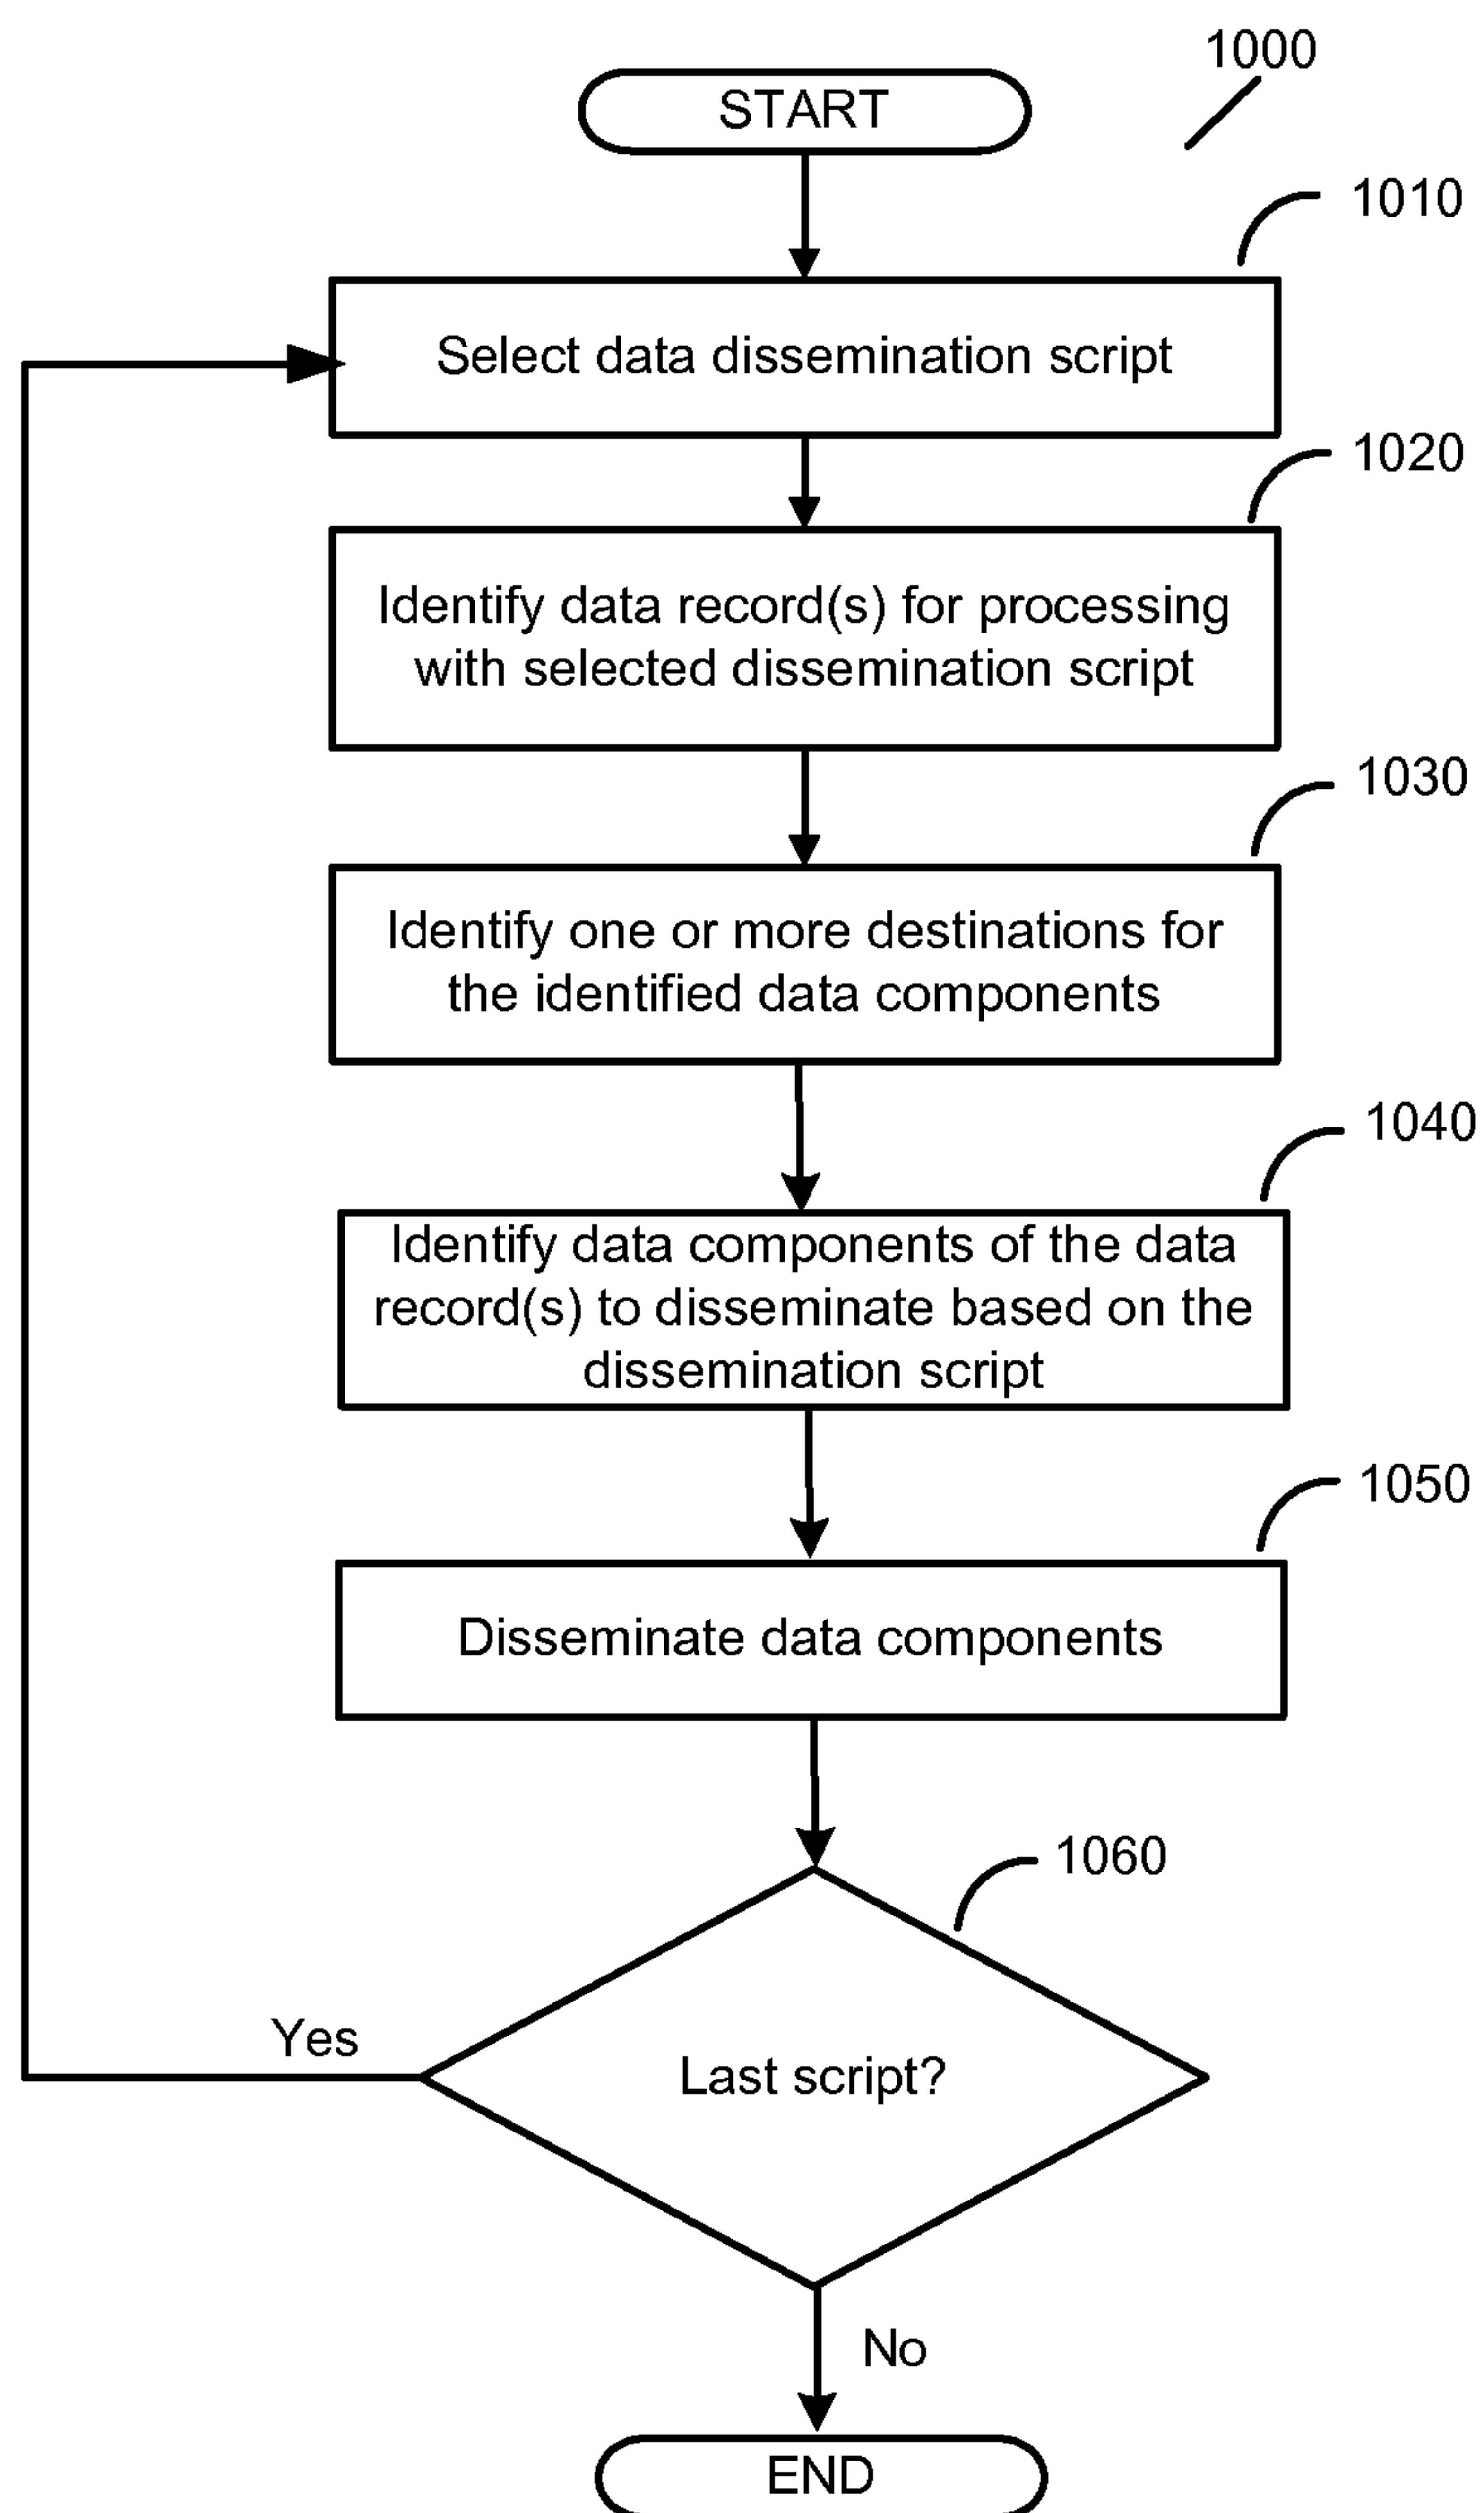 1000
START
1010
Select data dissemination script
1020
Identify data record(s) for processing
with selected dissemination script
1030
Identify one or more destinations for
the identified data components
1040
Identify data components of the data
record(s) to disseminate based on the
dissemination script
1050
Disseminate data components
1060
Yes
Last script?
No
END